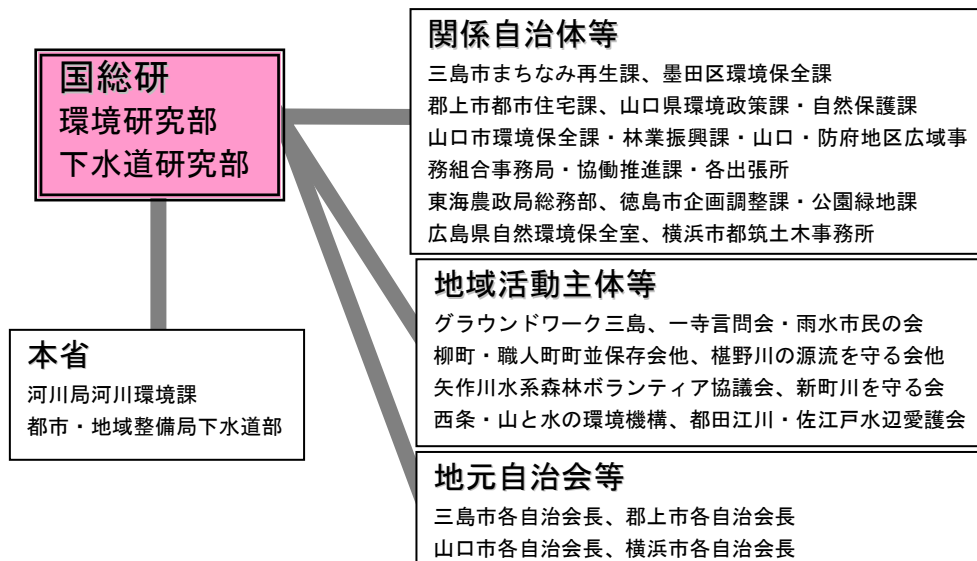 国総研
環境研究部
下水道研究部
本省
河川局河川環境課
都市・地域整備局下水道部
関係自治体等
三島市まちなみ再生課、墨田区環境保全課
郡上市都市住宅課、山口県環境政策課・自然保護課
山口市環境保全課・林業振興課・山口・防府地区広域事
務組合事務局・協働推進課・各出張所
東海農政局総務部、徳島市企画調整課・公園緑地課
広島県自然環境保全室、横浜市都筑土木事務所
地域活動主体等
グラウンドワーク三島、一寺言問会・雨水市民の会
柳町・職人町町並保存会他、椹野川の源流を守る会他
矢作川水系森林ボランティア協議会、新町川を守る会
西条・山と水の環境機構、都田江川・佐江戸水辺愛護会
地元自治会等
三島市各自治会長、郡上市各自治会長
山口市各自治会長、横浜市各自治会長